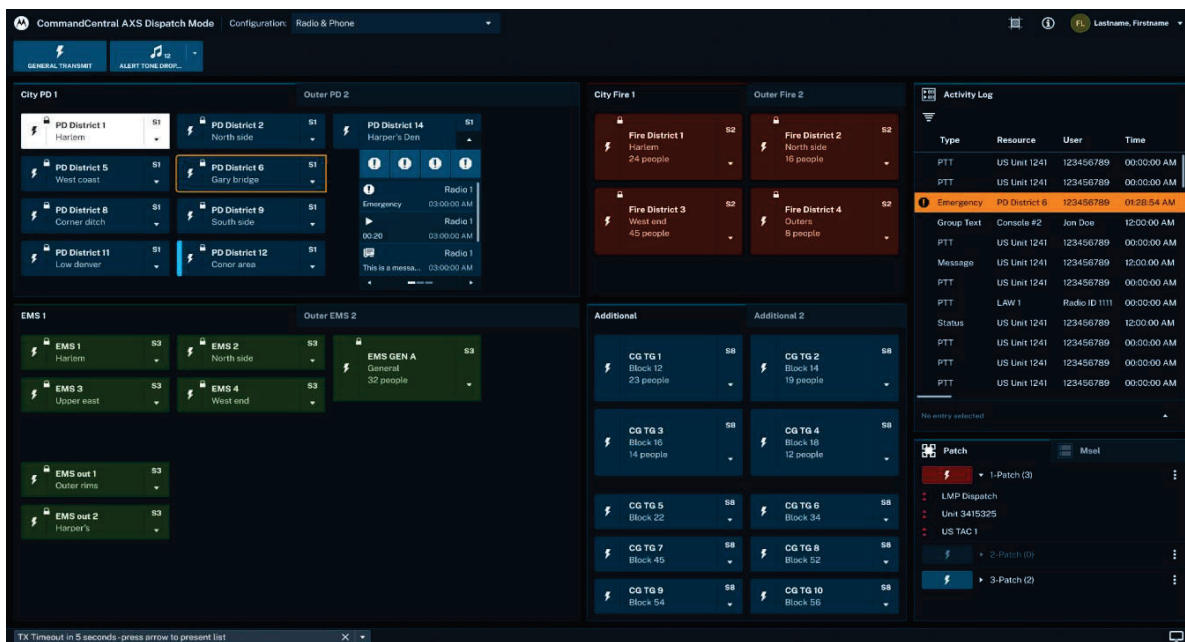 CommandCentral AXS Dispatch Mode
Configuration: Radio & Phone
FL Lastname, Firstname
GENERAL TRANSMIT
12
ALERT TONE DROP...
City PD 1
Outer PD 2
PD District 1 S1
Harlem
PD District 2 S1
North side
PD District 14 S1
Harper's Den
PD District 5 S1
West coast
PD District 6 S1
Gary bridge
PD District 8 S1
Corner ditch
PD District 9 S1
South side
PD District 11 S1
Low denver
PD District 12 S1
Conor area
Radio 1
Emergency 03:00:00 AM
Radio 1
00:20 03:00:00 AM
Radio 1
This is a messa... 03:00:00 AM
City Fire 1
Outer Fire 2
Fire District 1 S2
Harlem
24 people
Fire District 2 S2
North side
16 people
Fire District 3 S2
West end
45 people
Fire District 4 S2
Outers
8 people
EMS 1
Outer EMS 2
EMS 1 S3
Harlem
EMS 2 S3
North side
EMS GEN A S3
General
32 people
EMS 3 S3
Upper east
EMS 4 S3
West end
EMS out 1 S3
Outer rims
EMS out 2 S3
Harper's
Additional
Additional 2
CG TG 1 S8
Block 12
23 people
CG TG 2 S8
Block 14
19 people
CG TG 3 S8
Block 16
14 people
CG TG 4 S8
Block 18
12 people
CG TG 5 S8
Block 22
CG TG 6 S8
Block 34
CG TG 7 S8
Block 45
CG TG 8 S8
Block 52
CG TG 9 S8
Block 54
CG TG 10 S8
Block 56
Activity Log
Type Resource User Time
PTT US Unit 1241 123456789 00:00:00 AM
PTT US Unit 1241 123456789 00:00:00 AM
Emergency PD District 6 123456789 01:28:54 AM
Group Text Console #2 Jon Doe 12:00:00 AM
PTT US Unit 1241 123456789 00:00:00 AM
Message US Unit 1241 123456789 12:00:00 AM
PTT US Unit 1241 123456789 00:00:00 AM
PTT LAW 1 Radio ID 1111 00:00:00 AM
Status US Unit 1241 123456789 12:00:00 AM
PTT US Unit 1241 123456789 00:00:00 AM
PTT US Unit 1241 123456789 00:00:00 AM
PTT US Unit 1241 123456789 00:00:00 AM
No entry selected
Patch
Msel
1-Patch (3)
LMP Dispatch
Unit 3415325
US TAC 1
2-Patch (0)
3-Patch (2)
TX Timeout in 5 seconds - press arrow to present list